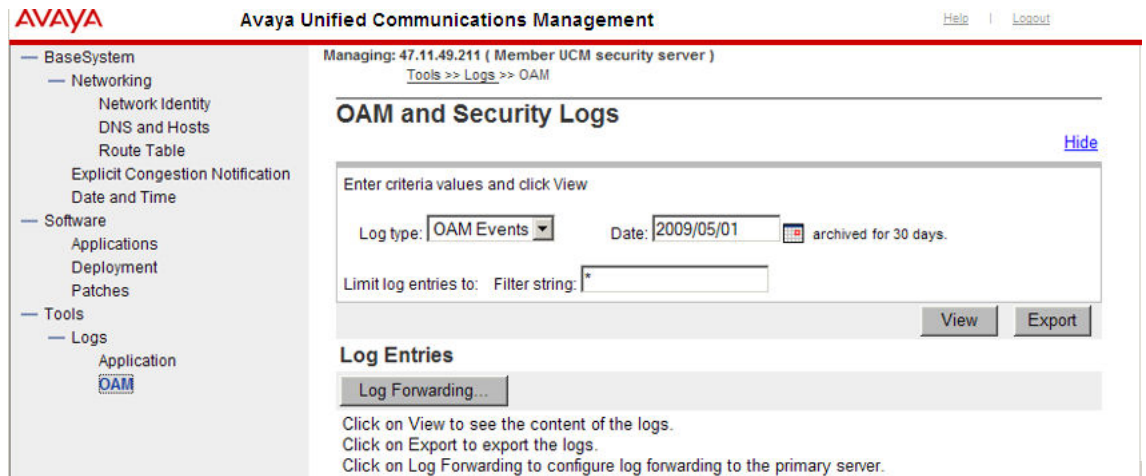 AVAYA
Avaya Unified Communications Management
Help | Logout
— BaseSystem
— Networking
Network Identity
DNS and Hosts
Route Table
Explicit Congestion Notification
Date and Time
— Software
Applications
Deployment
Patches
— Tools
— Logs
Application
OAM
Managing: 47.11.49.211 ( Member UCM security server )
Tools >> Logs >> OAM
OAM and Security Logs
Hide
Enter criteria values and click View
Log type: OAM Events Date: 2009/05/01 archived for 30 days.
Limit log entries to: Filter string: *
View Export
Log Entries
Log Forwarding...
Click on View to see the content of the logs.
Click on Export to export the logs.
Click on Log Forwarding to configure log forwarding to the primary server.